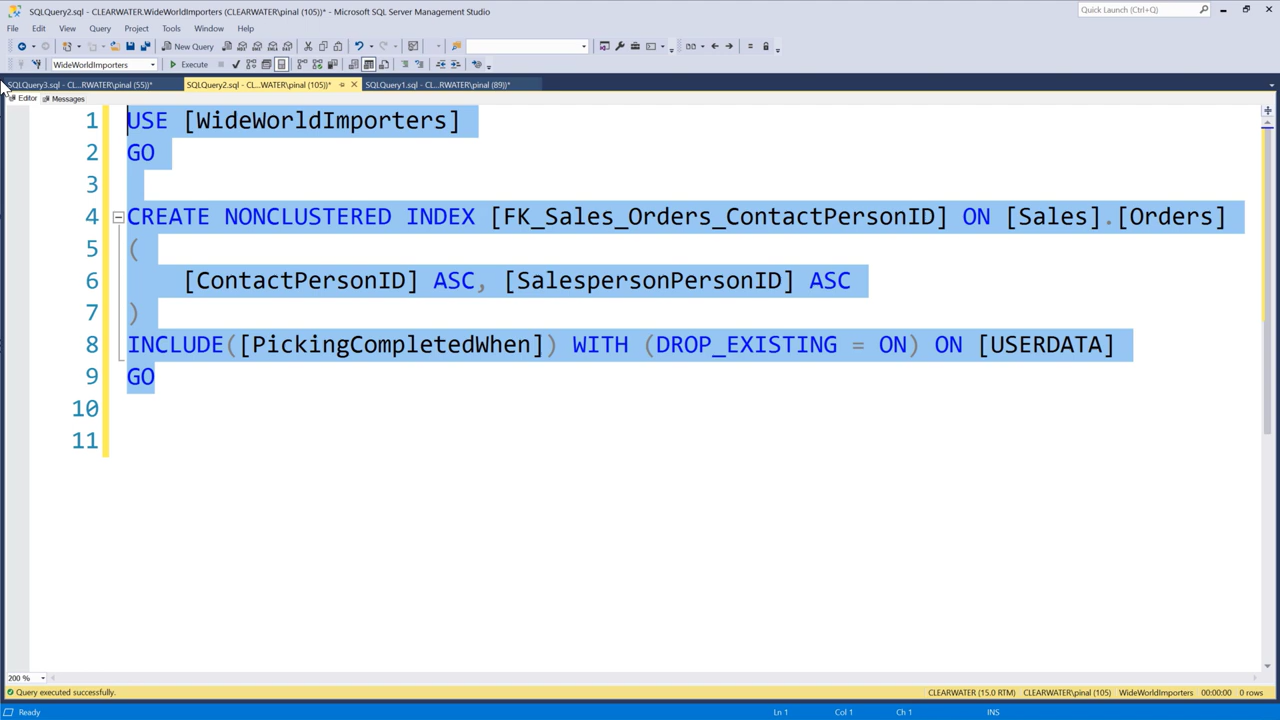 SQLQuery2.sql - CLEARWATER.WideWorldImporters (CLEARWATER\pinal (105))* - Microsoft SQL Server Management Studio
Quick Launch (Ctrl+Q)
File Edit View Query Project Tools Window Help
New Query
WideWorldImporters Execute
SQLQuery3.sql - CL...RWATER\pinal (55))* SQLQuery2.sql - CL...WATER\pinal (105))* SQLQuery1.sql - CL...RWATER\pinal (89))*
Editor Messages
1 USE [WideWorldImporters]
2 GO
3
4 CREATE NONCLUSTERED INDEX [FK_Sales_Orders_ContactPersonID] ON [Sales].[Orders]
5 (
6 [ContactPersonID] ASC, [SalespersonPersonID] ASC
7 )
8 INCLUDE([PickingCompletedWhen]) WITH (DROP_EXISTING = ON) ON [USERDATA]
9 GO
10
11
200 %
Query executed successfully. CLEARWATER (15.0 RTM) CLEARWATER\pinal (105) WideWorldImporters 00:00:00 0 rows
Ready Ln 1 Col 1 Ch 1 INS